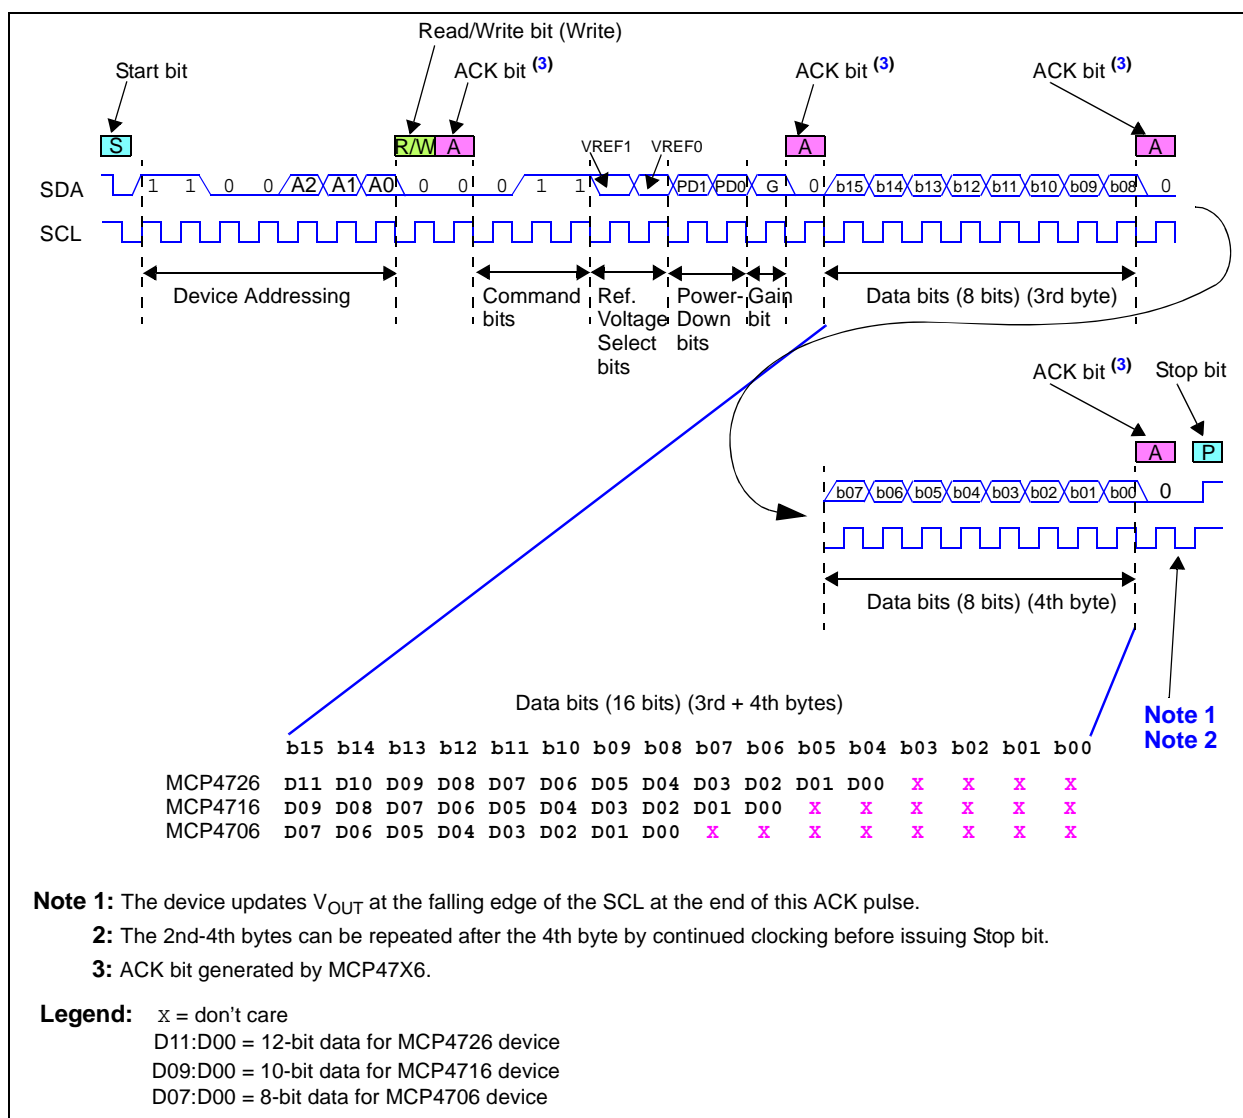 Read/Write bit (Write)
Start bit
ACK bit (3)
ACK bit (3)
ACK bit (3)
S
R/W
A
A
A
VREF1
VREF0
SDA
1 1 0 0 A2 A1 A0 0 0 0 1 1 PD1 PD0 G 0 b15 b14 b13 b12 b11 b10 b09 b08 0
SCL
Device Addressing
Command bits
Ref. Voltage Select bits
Power-Down bits
Gain bit
Data bits (8 bits) (3rd byte)
ACK bit (3)
Stop bit
A
P
b07 b06 b05 b04 b03 b02 b01 b00 0
Data bits (8 bits) (4th byte)
Data bits (16 bits) (3rd + 4th bytes)
Note 1
Note 2
b15 b14 b13 b12 b11 b10 b09 b08 b07 b06 b05 b04 b03 b02 b01 b00
MCP4726 D11 D10 D09 D08 D07 D06 D05 D04 D03 D02 D01 D00 X X X X
MCP4716 D09 D08 D07 D06 D05 D04 D03 D02 D01 D00 X X X X X X
MCP4706 D07 D06 D05 D04 D03 D02 D01 D00 X X X X X X X X
Note 1: The device updates VOUT at the falling edge of the SCL at the end of this ACK pulse.
2: The 2nd-4th bytes can be repeated after the 4th byte by continued clocking before issuing Stop bit.
3: ACK bit generated by MCP47X6.
Legend: X = don't care
D11:D00 = 12-bit data for MCP4726 device
D09:D00 = 10-bit data for MCP4716 device
D07:D00 = 8-bit data for MCP4706 device